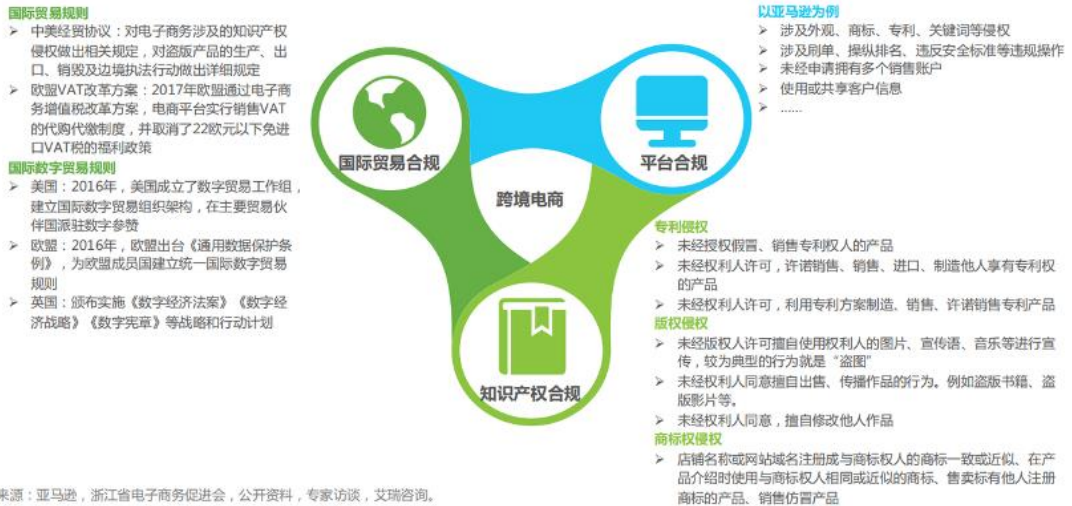 国际贸易规则
➢ 中美经贸协议：对电子商务涉及的知识产权
侵权做出相关规定，对盗版产品的生产、出
口、销毁及边境执法行动做出详细规定
➢ 欧盟VAT改革方案：2017年欧盟通过电子商
务增值税改革方案，电商平台实行销售VAT
的代购代缴制度，并取消了22欧元以下免进
口VAT税的福利政策
国际数字贸易规则
➢ 美国：2016年，美国成立了数字贸易工作组，
建立国际数字贸易组织架构，在主要贸易伙
伴国派驻数字参赞
➢ 欧盟：2016年，欧盟出台《通用数据保护条
例》，为欧盟成员国建立统一国际数字贸易
规则
➢ 英国：颁布实施《数字经济法案》《数字经
济战略》《数字宪章》等战略和行动计划
国际贸易合规
平台合规
跨境电商
知识产权合规
以亚马逊为例
➢ 涉及外观、商标、专利、关键词等侵权
➢ 涉及刷单、操纵排名、违反安全标准等违规操作
➢ 未经申请拥有多个销售账户
➢ 使用或共享客户信息
➢ ……
专利侵权
➢ 未经授权假冒、销售专利权人的产品
➢ 未经权利人许可，许诺销售、销售、进口、制造他人享有专利权
的产品
➢ 未经权利人许可，利用专利方案制造、销售、许诺销售专利产品
版权侵权
➢ 未经版权人许可擅自使用权利人的图片、宣传语、音乐等进行宣
传，较为典型的行为就是“盗图”
➢ 未经权利人同意擅自出售、传播作品的行为。例如盗版书籍、盗
版影片等。
➢ 未经权利人同意，擅自修改他人作品
商标权侵权
➢ 店铺名称或网站域名注册成与商标权人的商标一致或近似、在产
品介绍时使用与商标权人相同或近似的商标、售卖标有他人注册
商标的产品、销售仿冒产品
来源：亚马逊，浙江省电子商务促进会，公开资料，专家访谈，艾瑞咨询。